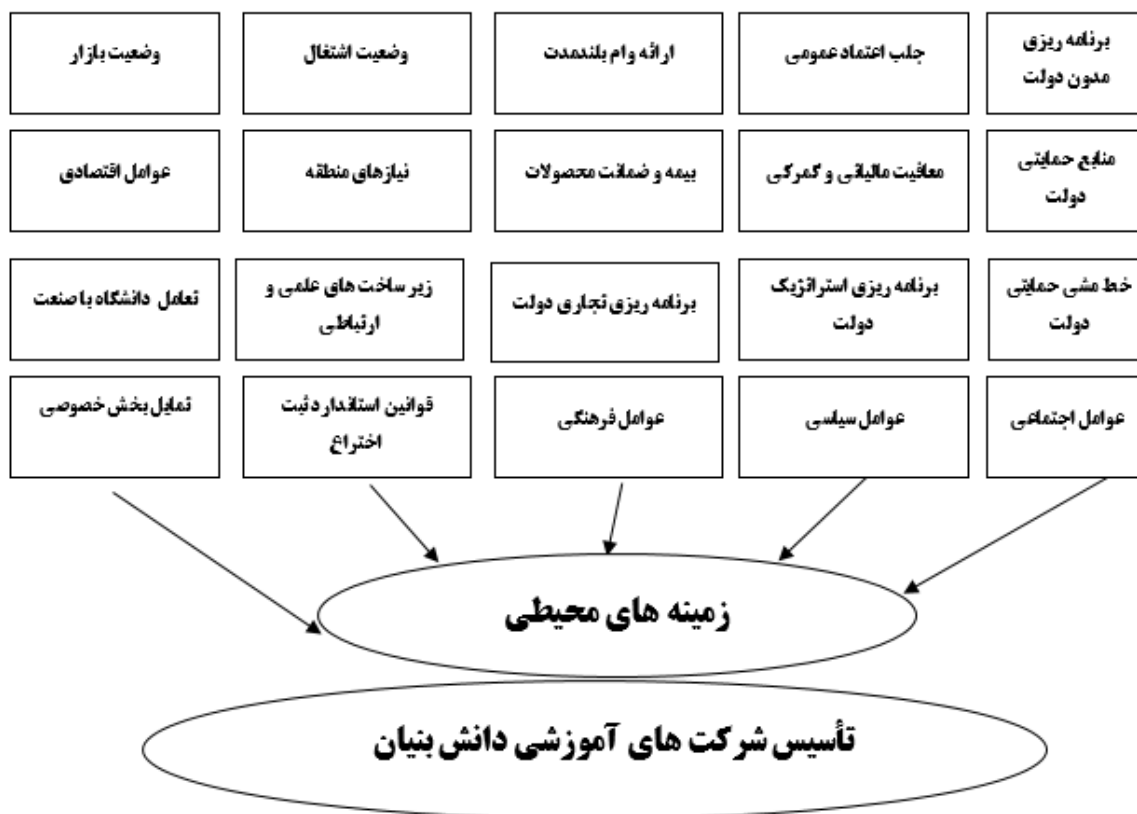 برنامه ریزی
مدون دولت
جلب اعتماد عمومی
ارائه وام بلندمدت
وضعیت اشتغال
وضعیت بازار
منابع حمایتی
دولت
معافیت مالیاتی و گمرکی
بیمه و ضمانت محصولات
نیازهای منطقه
عوامل اقتصادی
خط مشی حمایتی
دولت
برنامه ریزی استراتژیک
دولت
برنامه ریزی تجاری دولت
زیر ساخت های علمی و
ارتباطی
تعامل دانشگاه با صنعت
عوامل اجتماعی
عوامل سیاسی
عوامل فرهنگی
قوانین استاندارد ثبت
اختراع
تمایل بخش خصوصی
زمینه های محیطی
تأسیس شرکت های آموزشی دانش بنیان